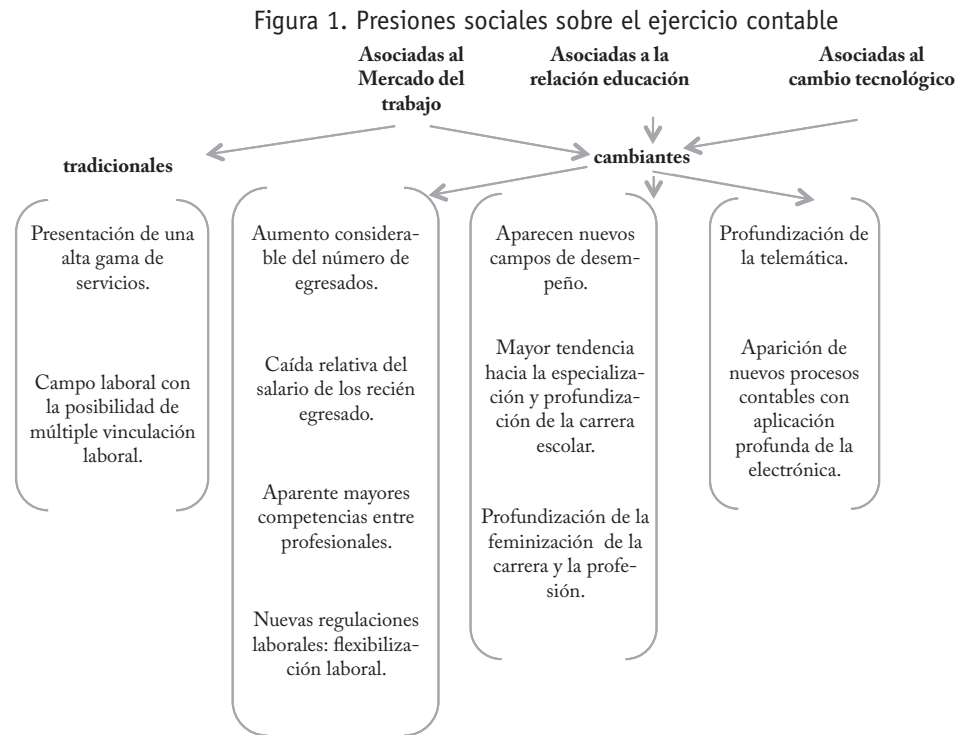 Figura 1. Presiones sociales sobre el ejercicio contable
Asociadas al
Mercado del
trabajo
Asociadas a la
relación educación
Asociadas al
cambio tecnológico
tradicionales
cambiantes
Presentación de una
alta gama de
servicios.
Campo laboral con
la posibilidad de
múltiple vinculación
laboral.
Aumento considera-
ble del número de
egresados.
Caída relativa del
salario de los recién
egresado.
Aparente mayores
competencias entre
profesionales.
Nuevas regulaciones
laborales: flexibiliza-
ción laboral.
Aparecen nuevos
campos de desem-
peño.
Mayor tendencia
hacia la especializa-
ción y profundiza-
ción de la carrera
escolar.
Profundización de la
feminización de la
carrera y la profe-
sión.
Profundización de
la telemática.
Aparición de
nuevos procesos
contables con
aplicación
profunda de la
electrónica.